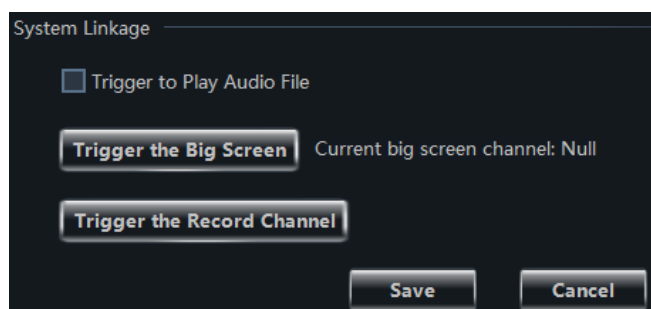 System Linkage
Trigger to Play Audio File
Trigger the Big Screen Current big screen channel: Null
Trigger the Record Channel
Save Cancel